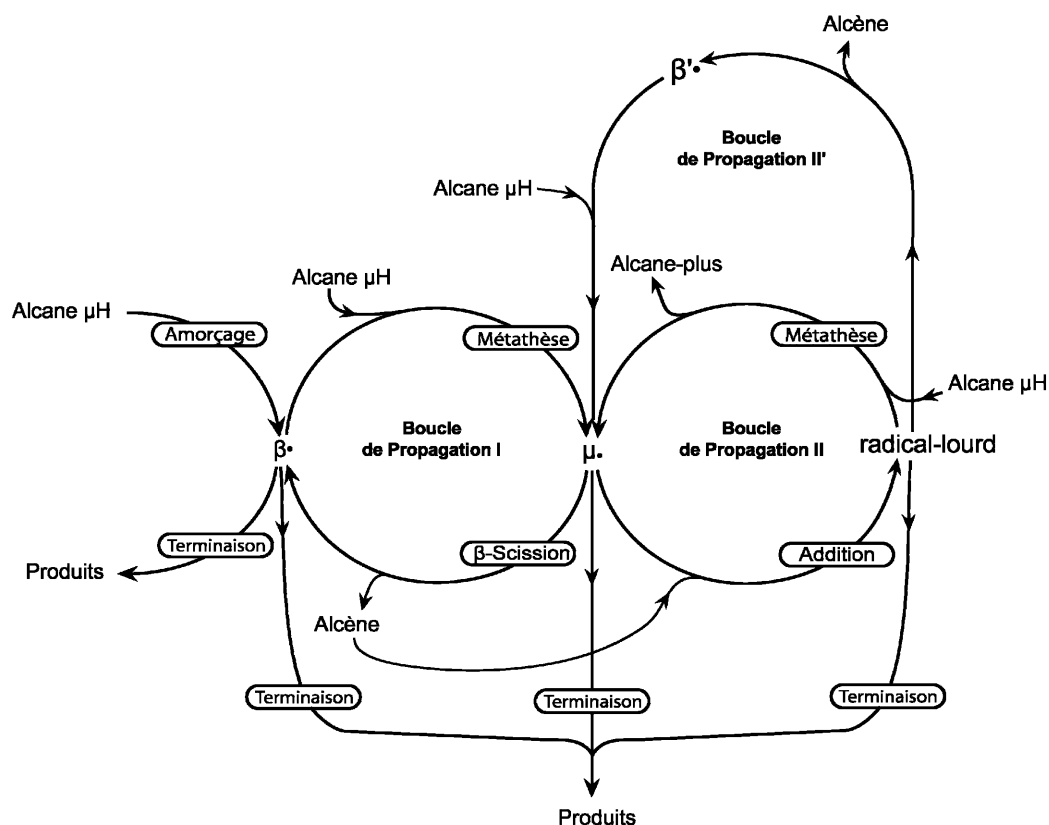 Alcène
β'•
Boucle
de Propagation II'
Alcane µH
Alcane µH
Alcane-plus
Alcane µH
Amorçage
Métathèse
Métathèse
Alcane µH
β•
Boucle
de Propagation I
µ•
Boucle
de Propagation II
radical-lourd
Terminaison
β-Scission
Addition
Produits
Alcène
Terminaison
Terminaison
Terminaison
Produits